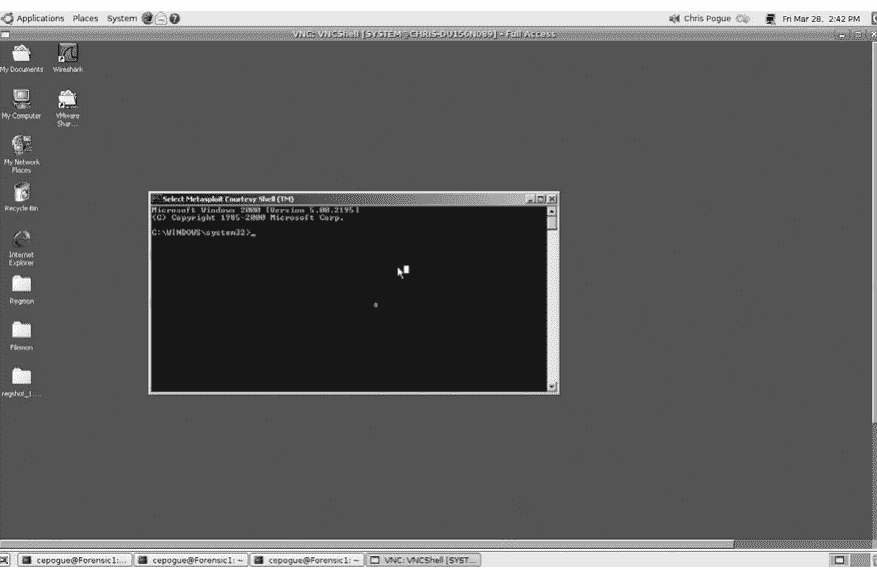 Applications Places System
Chris Pogue
Fri Mar 28, 2:42 PM
VNC: VNCShell [SYSTEM@CHRIS-DU1S6N089] - Full Access
My Documents
Wireshark
My Computer
VMware
Shar...
My Network
Places
Recycle Bin
Internet
Explorer
Regmon
Filemon
regshot_1....
Select Metasploit Courtesy Shell (TM)
Microsoft Windows 2000 [Version 5.00.2195]
(C) Copyright 1985-2000 Microsoft Corp.
C:\WINDOWS\system32>_
cepogue@Forensic1:...
cepogue@Forensic1: ~
cepogue@Forensic1: ~
VNC: VNCShell [SYST...